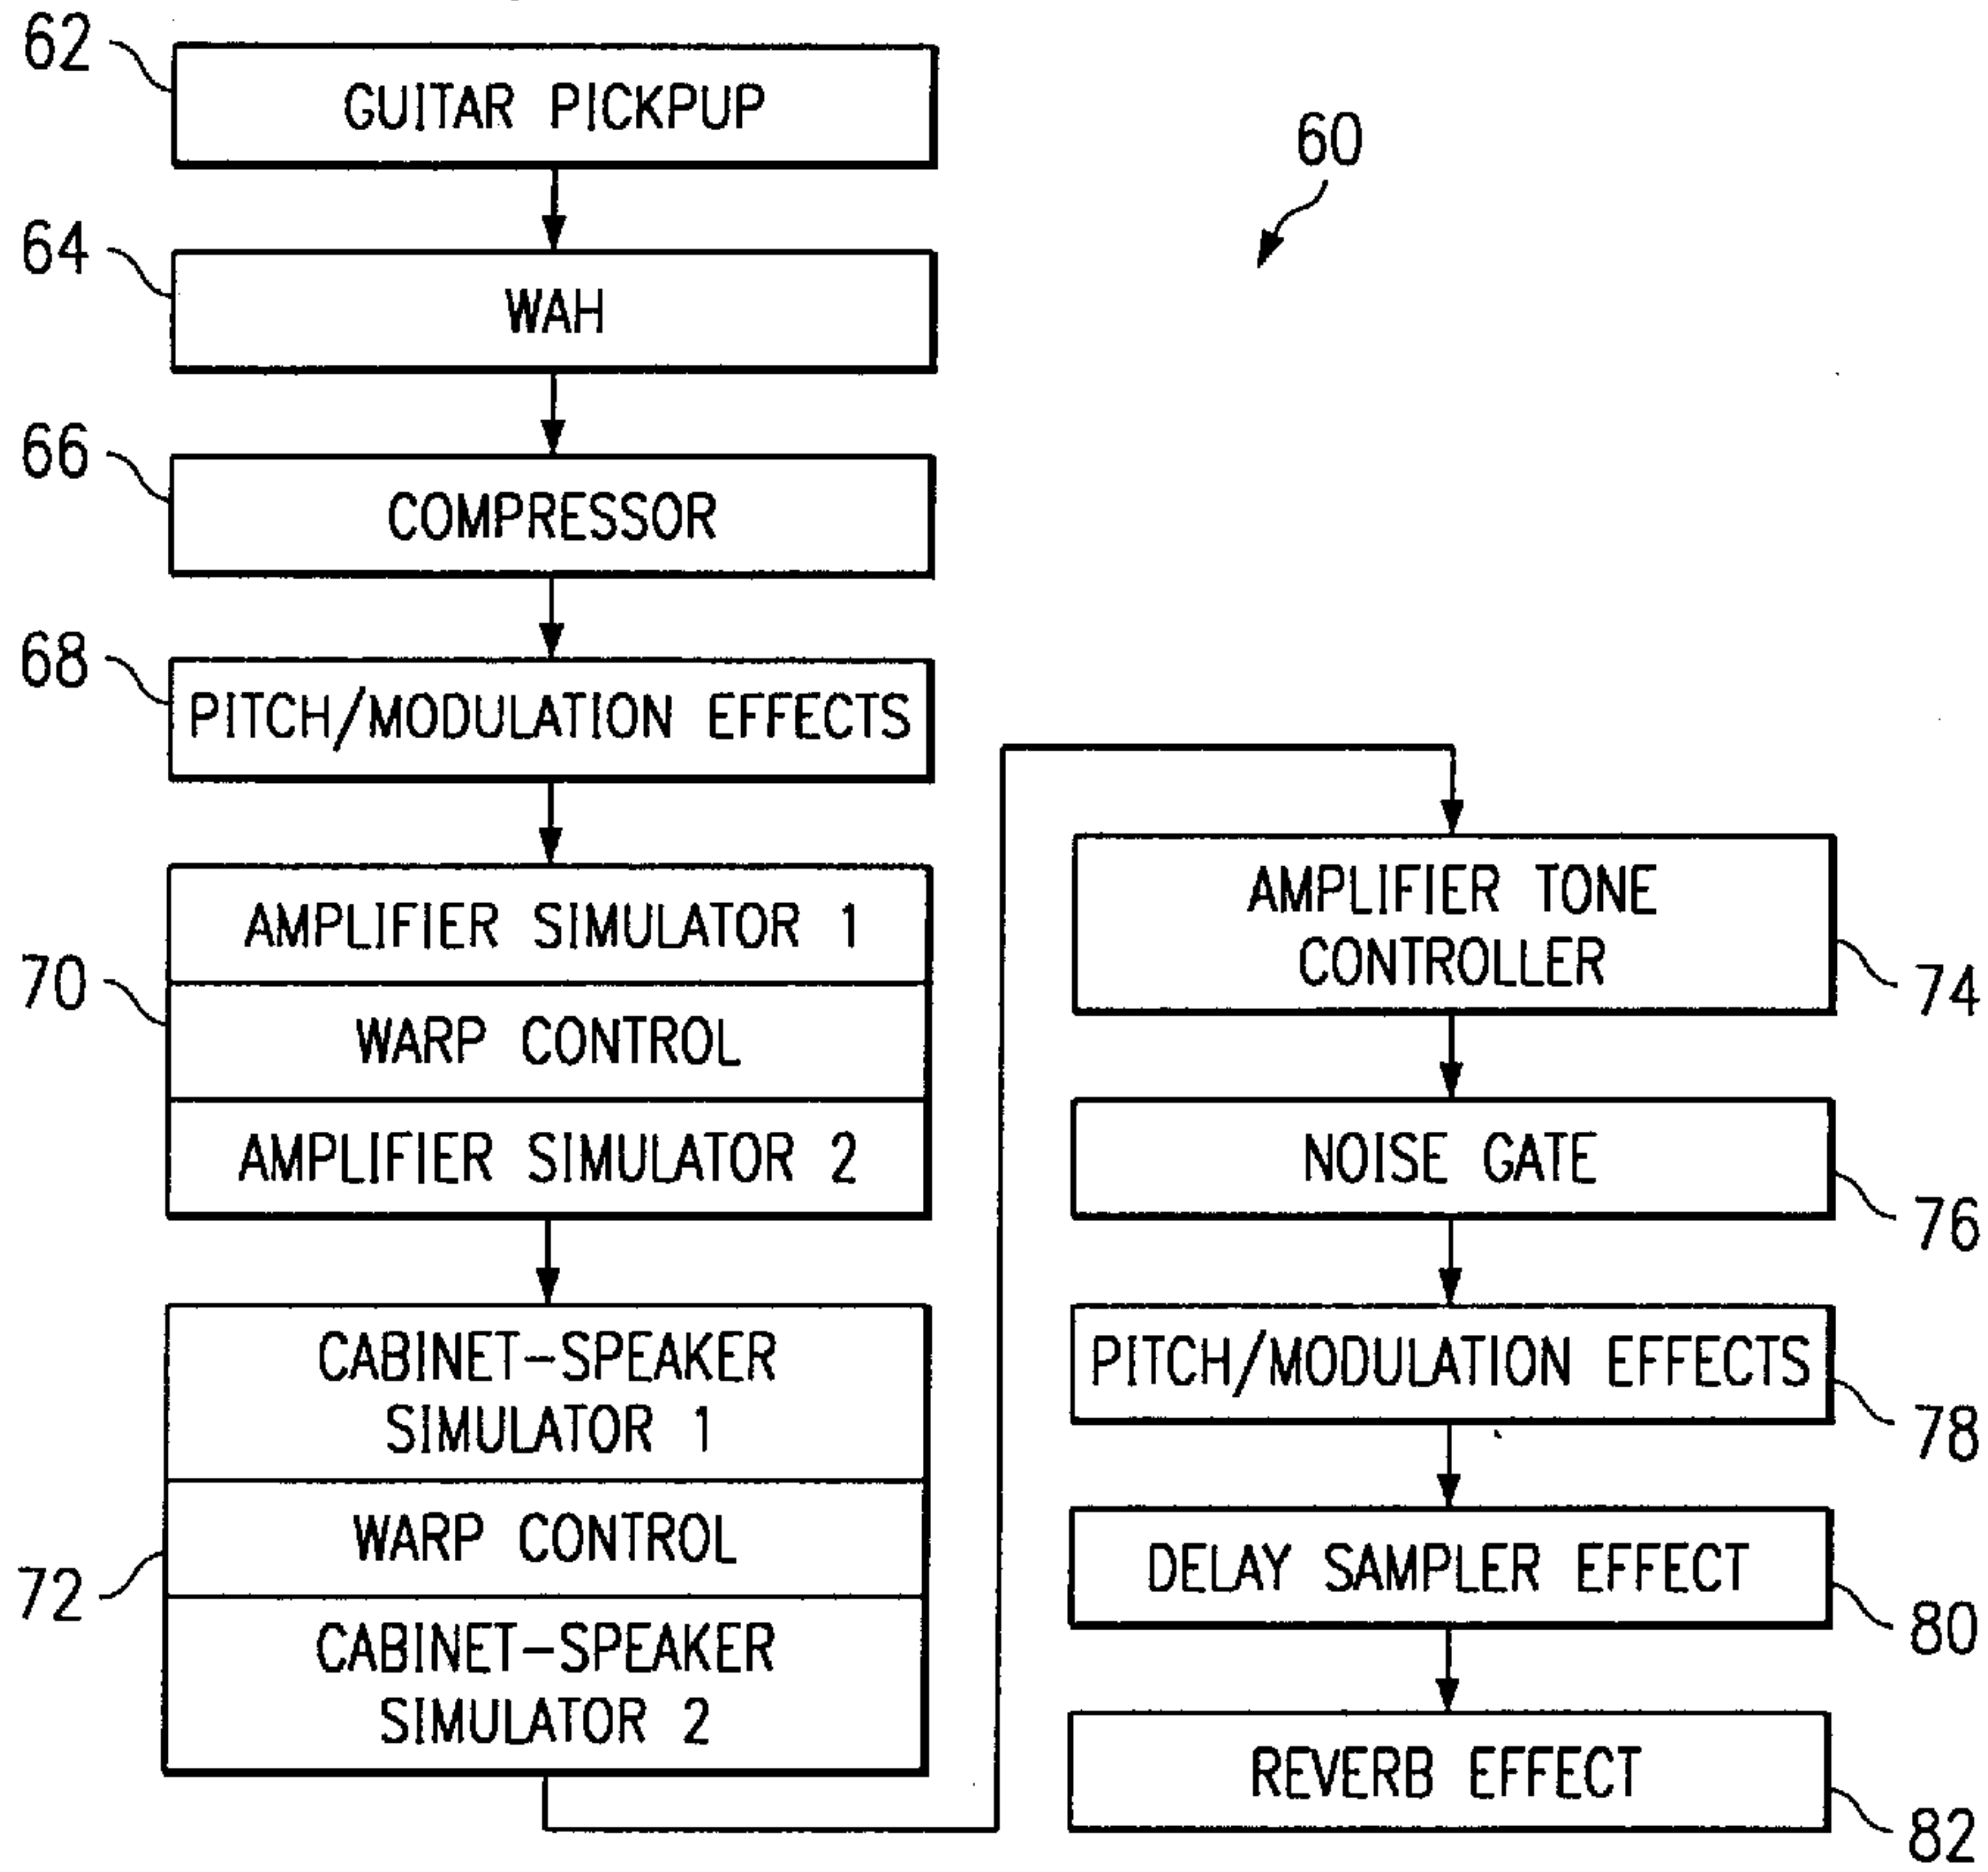 62
GUITAR PICKPUP
60
64
WAH
66
COMPRESSOR
68
PITCH/MODULATION EFFECTS
AMPLIFIER SIMULATOR 1
70
WARP CONTROL
AMPLIFIER SIMULATOR 2
CABINET-SPEAKER
SIMULATOR 1
WARP CONTROL
72
CABINET-SPEAKER
SIMULATOR 2
AMPLIFIER TONE
CONTROLLER
74
NOISE GATE
76
PITCH/MODULATION EFFECTS
78
DELAY SAMPLER EFFECT
80
REVERB EFFECT
82